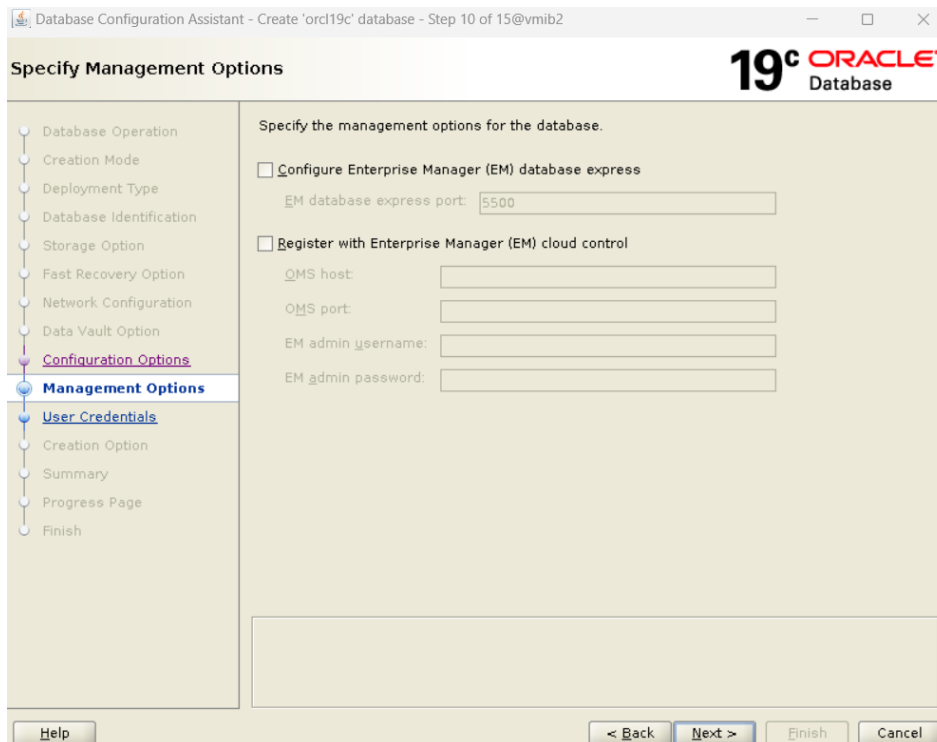 Database Configuration Assistant - Create 'orcl19c' database - Step 10 of 15@vmib2
Specify Management Options
19c ORACLE
Database
Database Operation
Creation Mode
Deployment Type
Database Identification
Storage Option
Fast Recovery Option
Network Configuration
Data Vault Option
Configuration Options
Management Options
User Credentials
Creation Option
Summary
Progress Page
Finish
Specify the management options for the database.
Configure Enterprise Manager (EM) database express
EM database express port: 5500
Register with Enterprise Manager (EM) cloud control
OMS host:
OMS port:
EM admin username:
EM admin password:
Help
< Back
Next >
Finish
Cancel